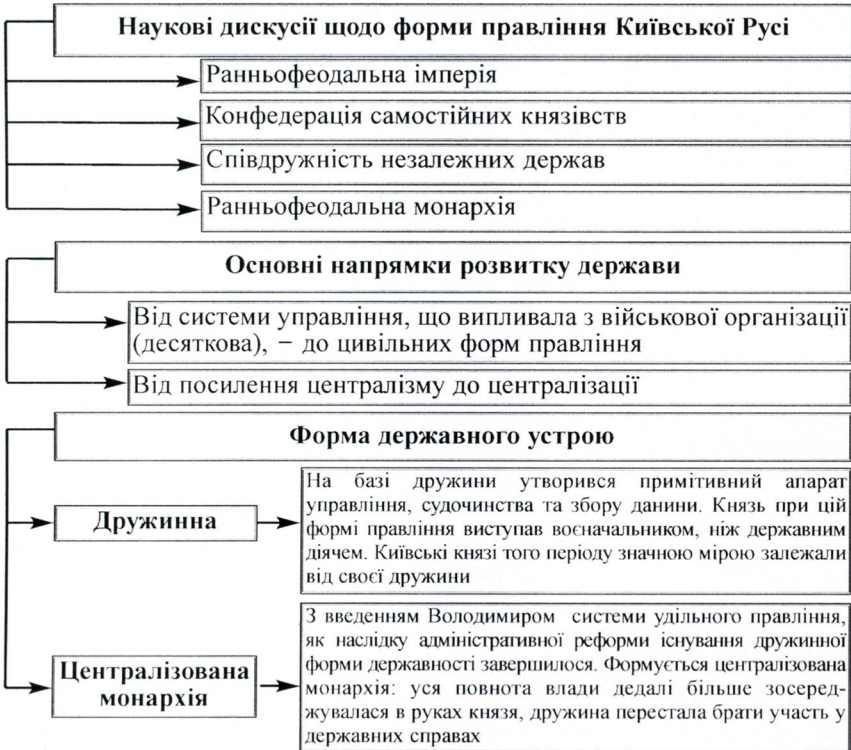 Наукові дискусії щодо форми правління Київської Русі
Ранньофеодальна імперія
Конфедерація самостійних князівств
Співдружність незалежних держав
Ранньофеодальна монархія
Основні напрямки розвитку держави
Від системи управління, що випливала з військової організації
(десяткова), – до цивільних форм правління
Від посилення централізму до централізації
Форма державного устрою
Дружинна
На базі дружини утворився примітивний апарат
управління, судочинства та збору данини. Князь при цій
формі правління виступав воєначальником, ніж державним
діячем. Київські князі того періоду значною мірою залежали
від своєї дружини
Централізована
монархія
З введенням Володимиром системи удільного правління,
як наслідку адміністративної реформи існування дружинної
форми державності завершилося. Формується централізована
монархія: уся повнота влади дедалі більше зосеред-
жувалася в руках князя, дружина перестала брати участь у
державних справах